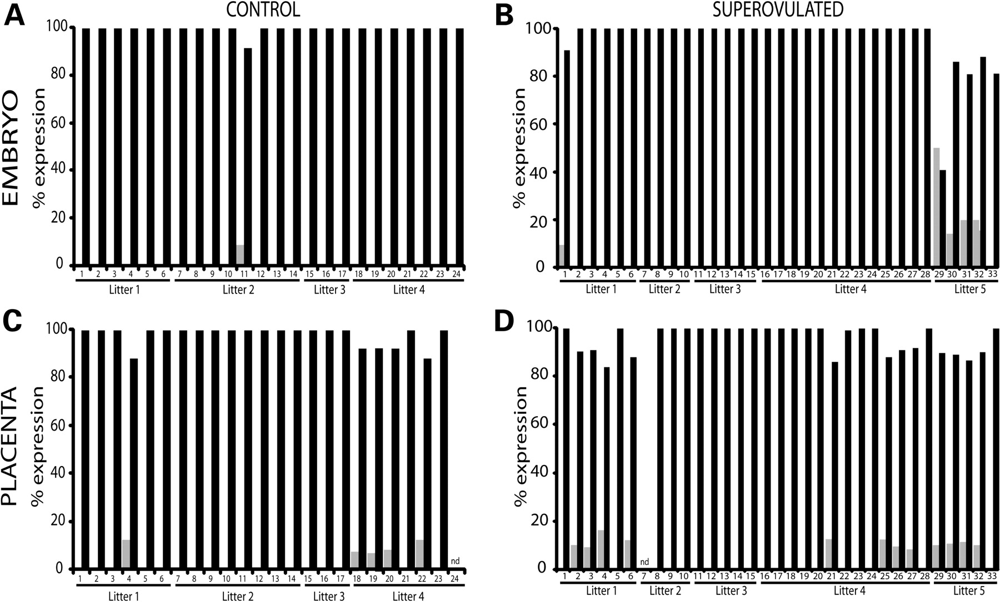 A CONTROL
EMBRYO
% expression
100
80
60
40
20
0
1 2 3 4 5 6 7 8 9 10 11 12 13 14 15 16 17 18 19 20 21 22 23 24
Litter 1 Litter 2 Litter 3 Litter 4
B SUPEROVULATED
% expression
100
80
60
40
20
0
1 2 3 4 5 6 7 8 9 10 11 12 13 14 15 16 17 18 19 20 21 22 23 24 25 26 27 28 29 30 31 32 33
Litter 1 Litter 2 Litter 3 Litter 4 Litter 5
C
PLACENTA
% expression
100
80
60
40
20
0
nd
1 2 3 4 5 6 7 8 9 10 11 12 13 14 15 16 17 18 19 20 21 22 23 24
Litter 1 Litter 2 Litter 3 Litter 4
D
% expression
100
80
60
40
20
0
nd
1 2 3 4 5 6 7 8 9 10 11 12 13 14 15 16 17 18 19 20 21 22 23 24 25 26 27 28 29 30 31 32 33
Litter 1 Litter 2 Litter 3 Litter 4 Litter 5